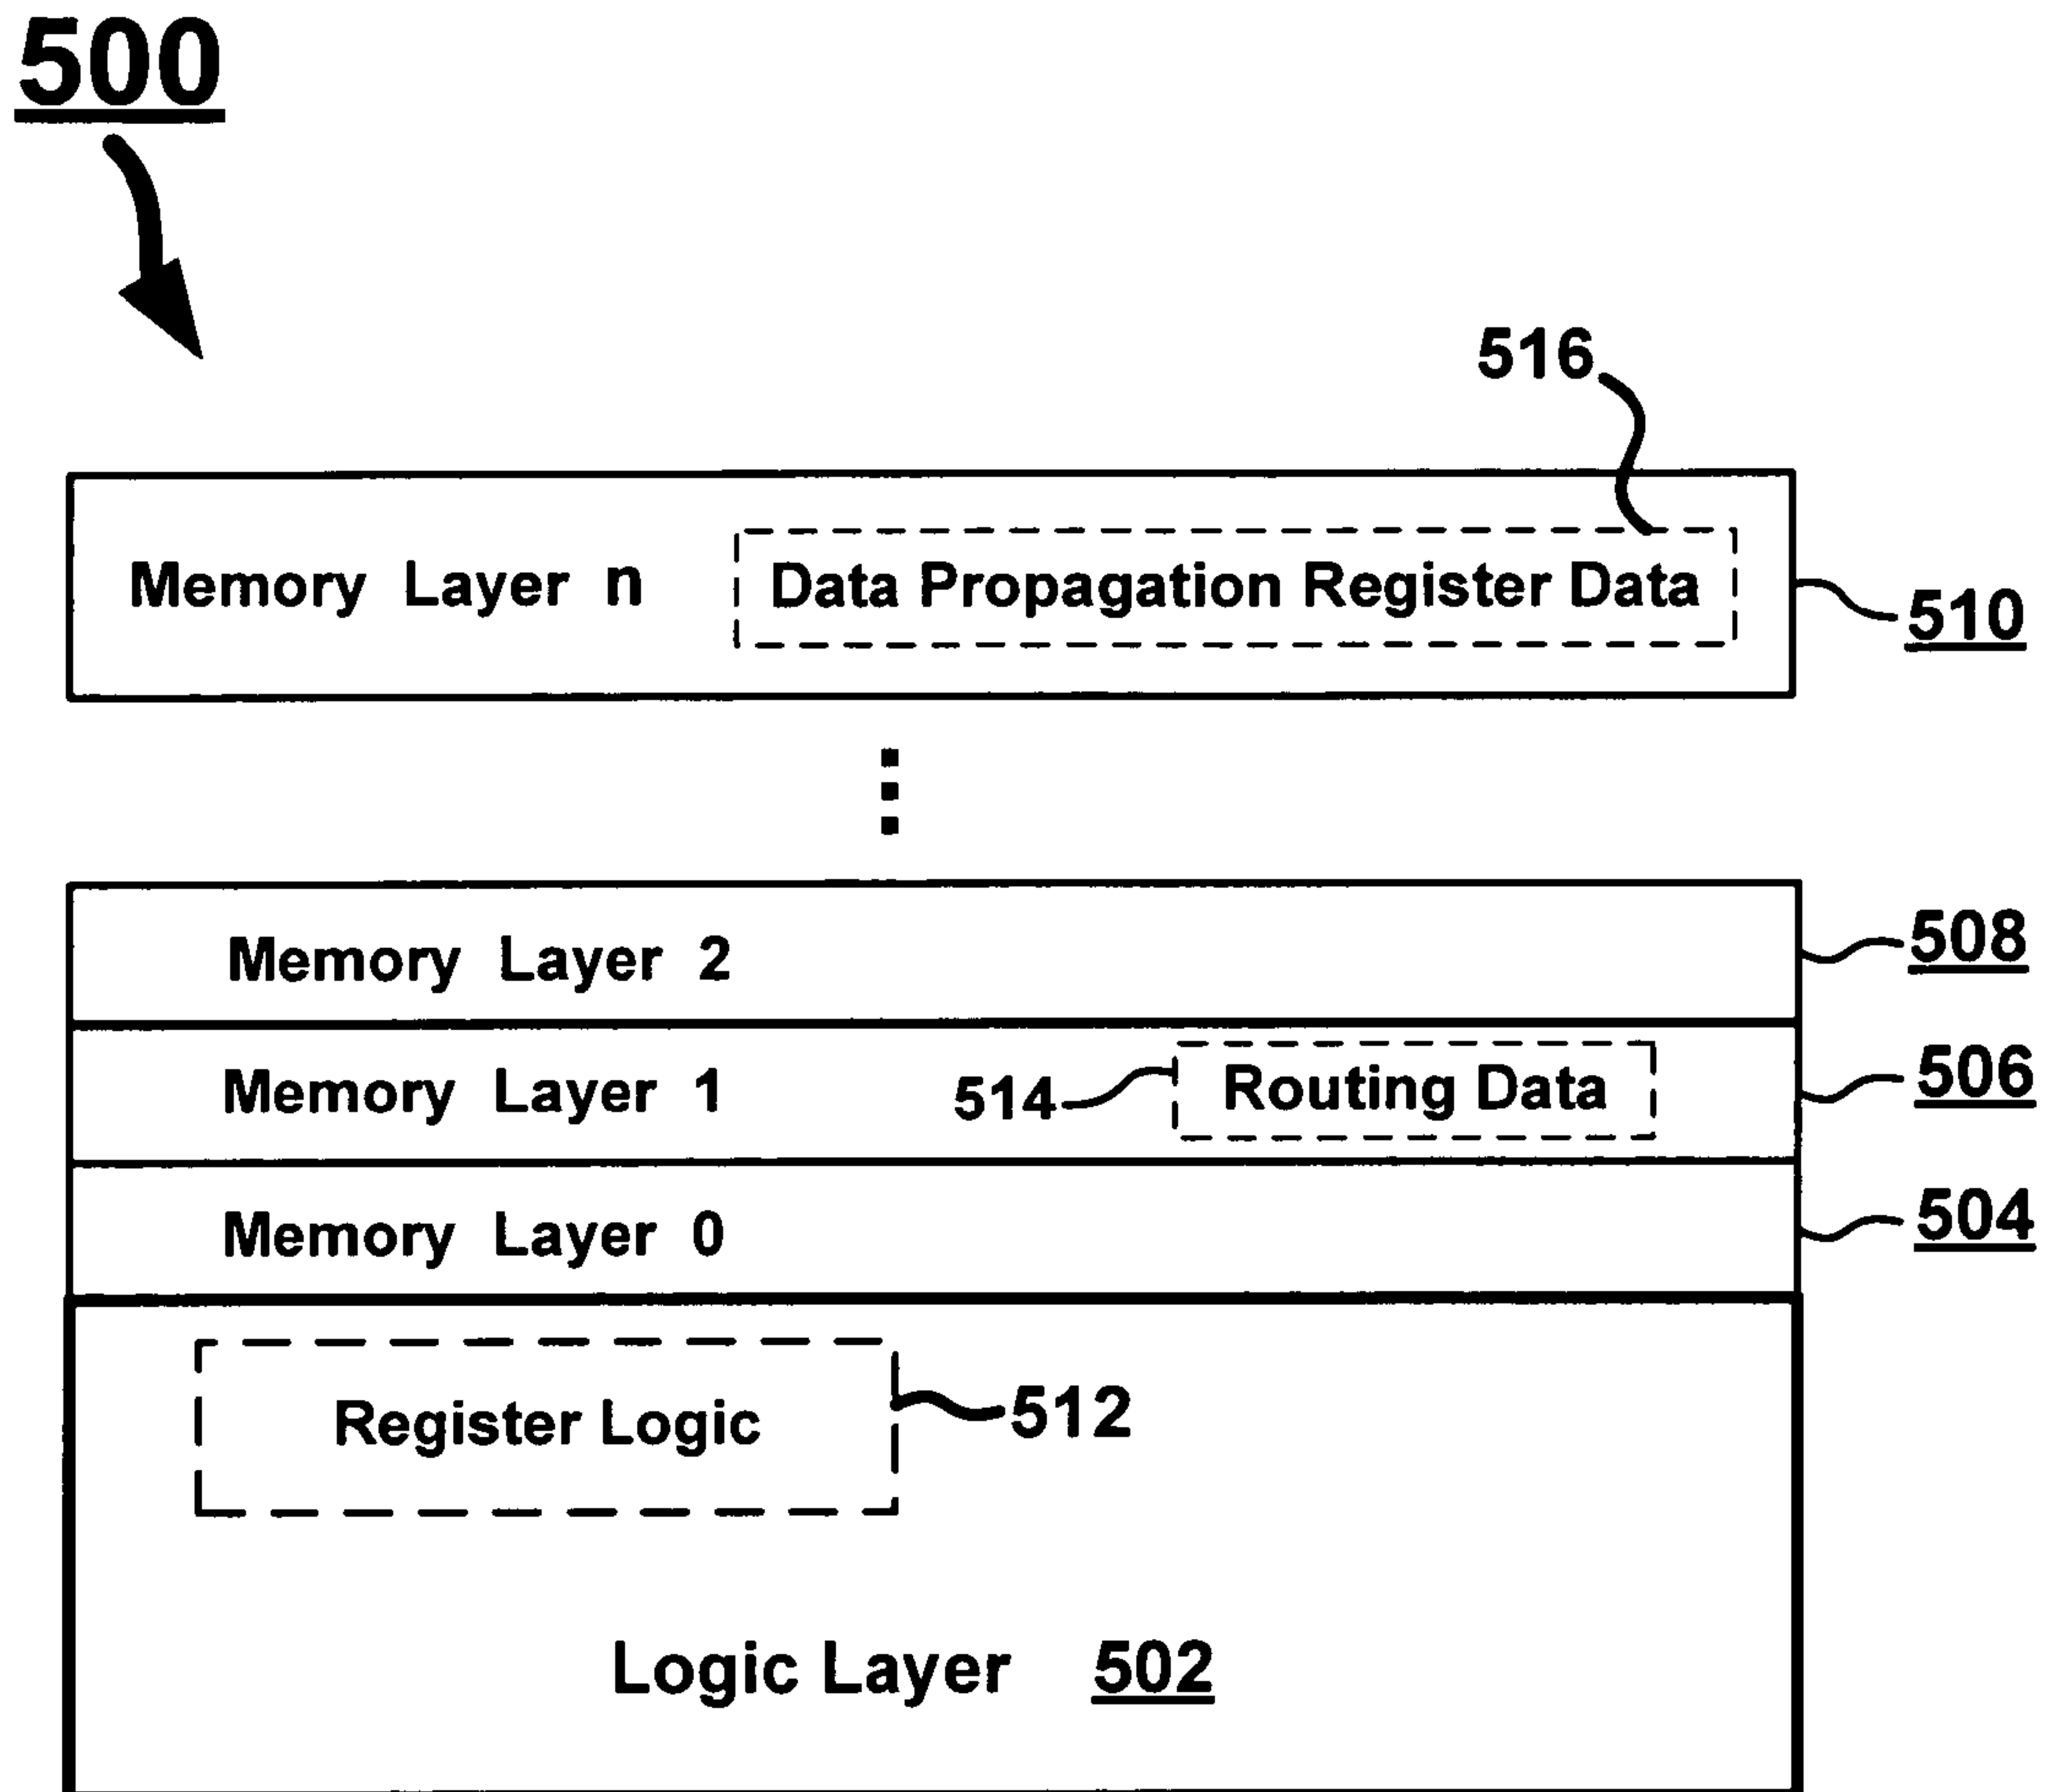 500
516
Memory Layer n
Data Propagation Register Data
510
Memory Layer 2
508
Memory Layer 1
514
Routing Data
506
Memory Layer 0
504
Register Logic
512
Logic Layer 502